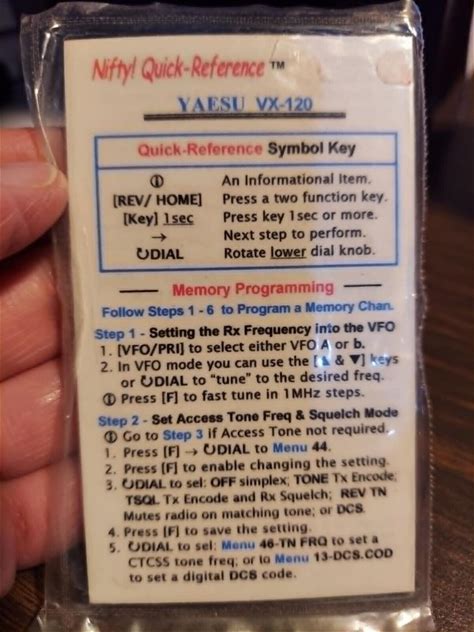 Nifty! Quick-Reference ™
YAESU VX-120
Quick-Reference Symbol Key
ⓘ An Informational Item.
[REV/ HOME] Press a two function key.
[Key] 1sec Press key 1sec or more.
→ Next step to perform.
↻DIAL Rotate lower dial knob.
Memory Programming
Follow Steps 1 - 6 to Program a Memory Chan.
Step 1 - Setting the Rx Frequency into the VFO
1. [VFO/PRI] to select either VFO A or b.
2. In VFO mode you can use the [▲ & ▼] keys
or ↻DIAL to "tune" to the desired freq.
ⓘ Press [F] to fast tune in 1MHz steps.
Step 2 - Set Access Tone Freq & Squelch Mode
ⓘ Go to Step 3 if Access Tone not required.
1. Press [F] → ↻DIAL to Menu 44.
2. Press [F] to enable changing the setting.
3. ↻DIAL to sel: OFF simplex; TONE Tx Encode;
TSQL Tx Encode and Rx Squelch; REV TN
Mutes radio on matching tone; or DCS.
4. Press [F] to save the setting.
5. ↻DIAL to sel: Menu 46-TN FRQ to set a
CTCSS tone freq; or to Menu 13-DCS.COD
to set a digital DCS code.